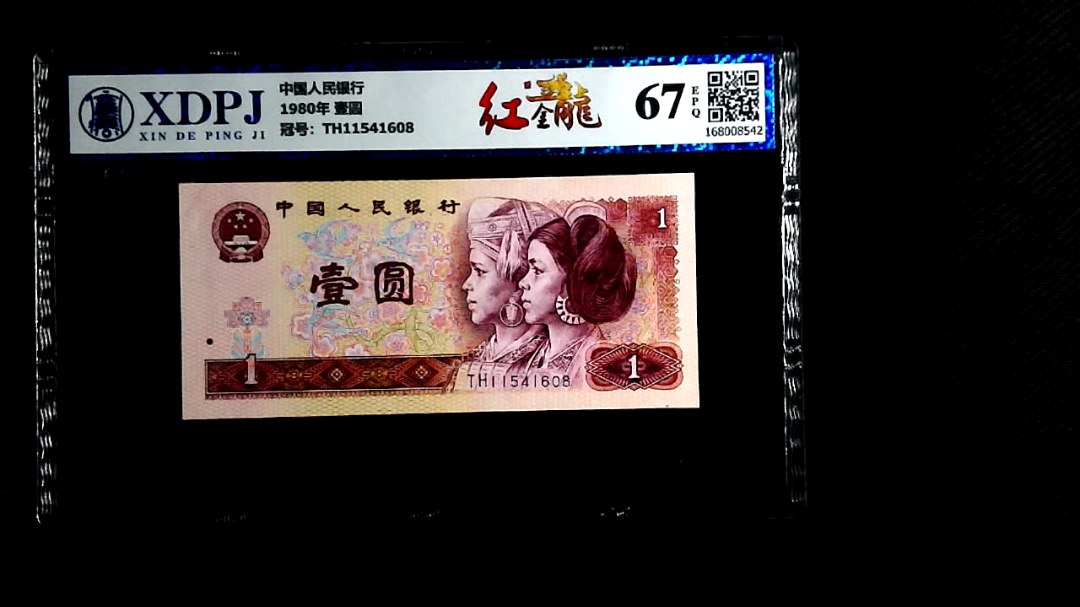 XDPJ
XIN DE PING JI
中国人民银行
1980年 壹圆
冠号：TH11541608
红金龍
67
EPQ
168008542
中国人民银行
壹圆
1
1
1
TH11541608